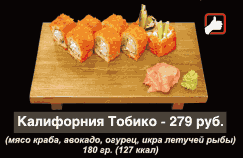 Калифорния Тобико - 279 руб.
(мясо краба, авокадо, огурец, икра летучей рыбы)
180 гр. (127 ккал)